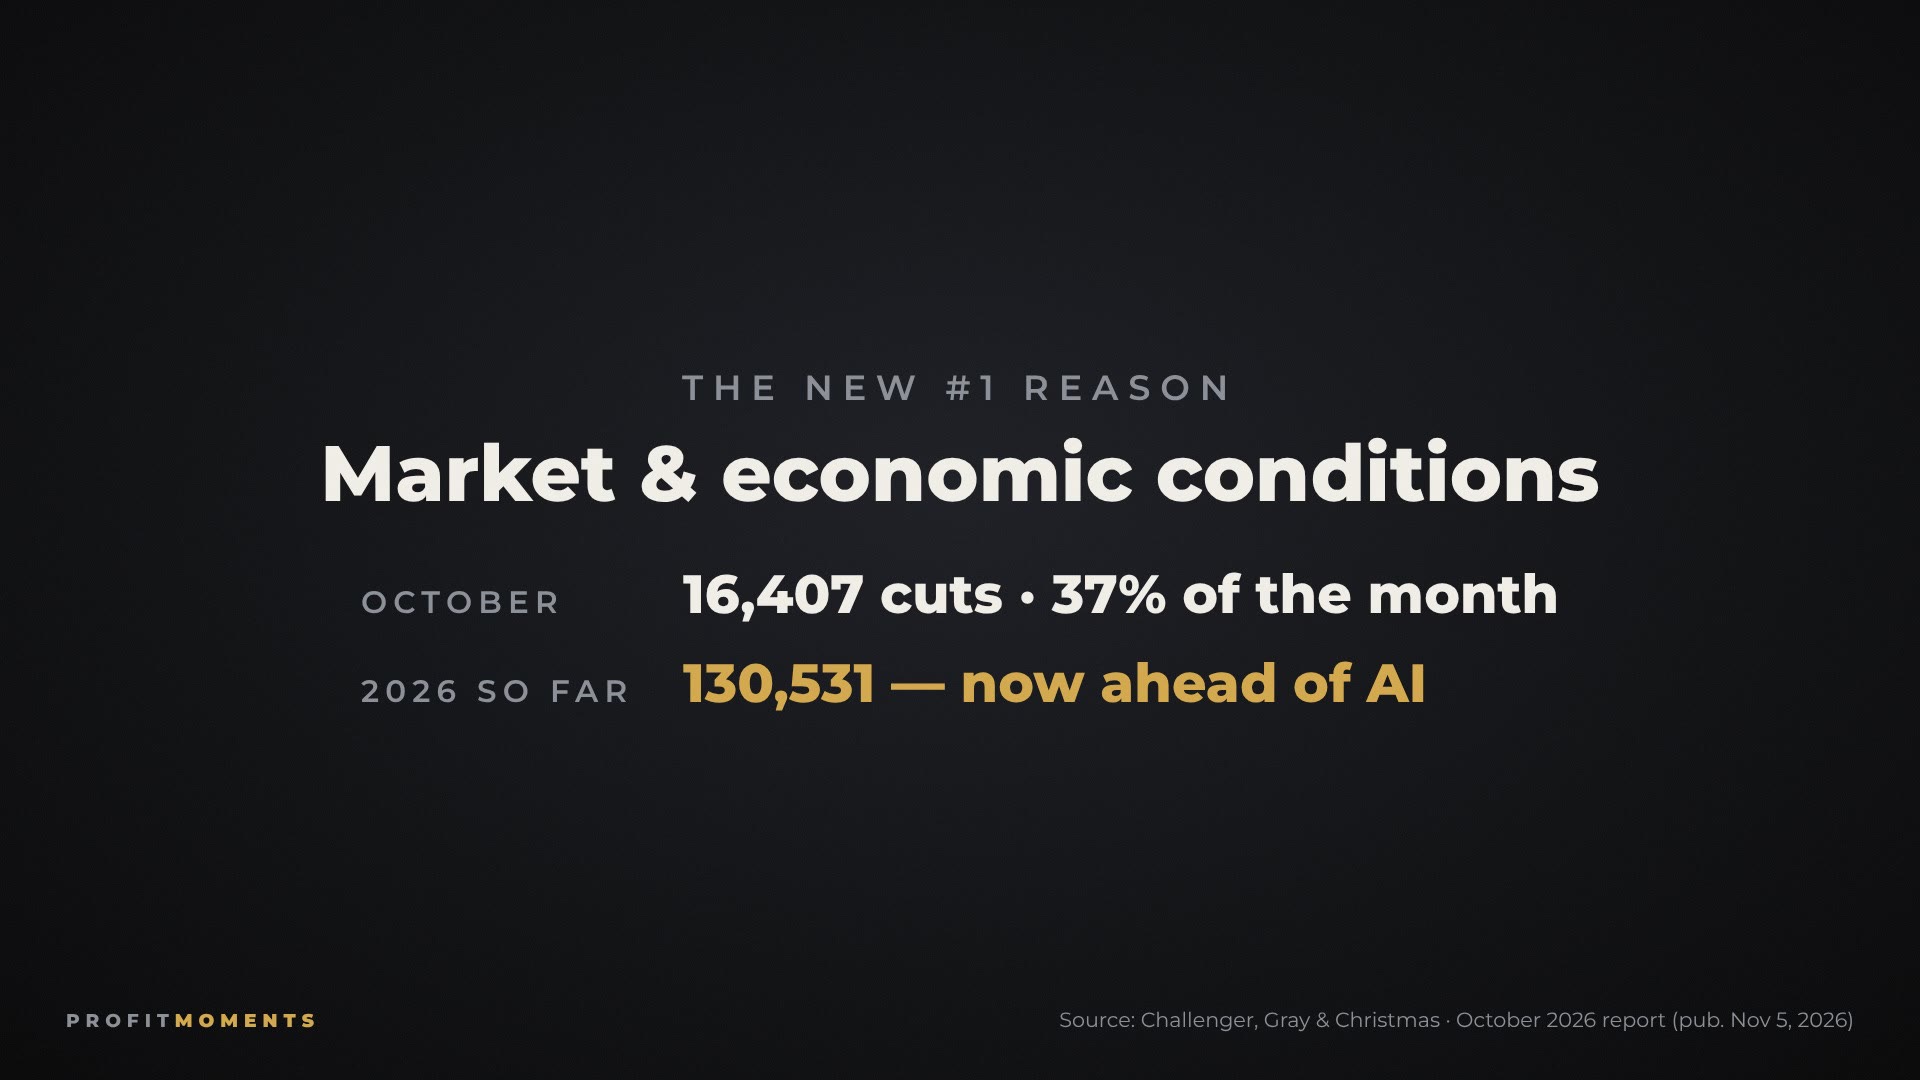 THE NEW #1 REASON
Market & economic conditions
OCTOBER 16,407 cuts · 37% of the month
2026 SO FAR 130,531 — now ahead of AI
PROFITMOMENTS
Source: Challenger, Gray & Christmas · October 2026 report (pub. Nov 5, 2026)